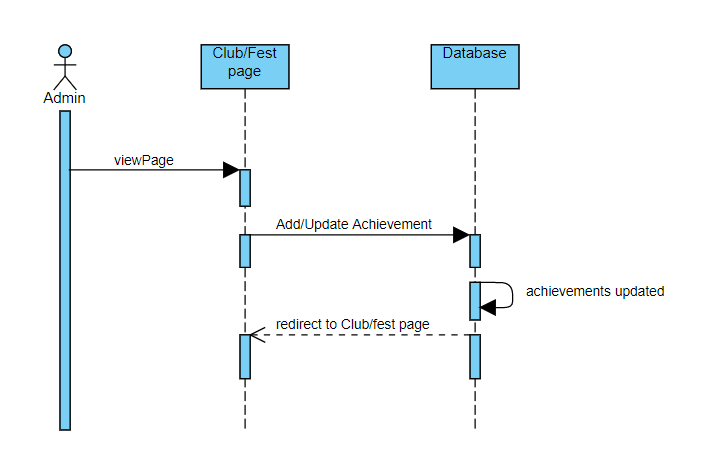 Club/Fest
page
Database
Admin
viewPage
Add/Update Achievement
achievements updated
redirect to Club/fest page